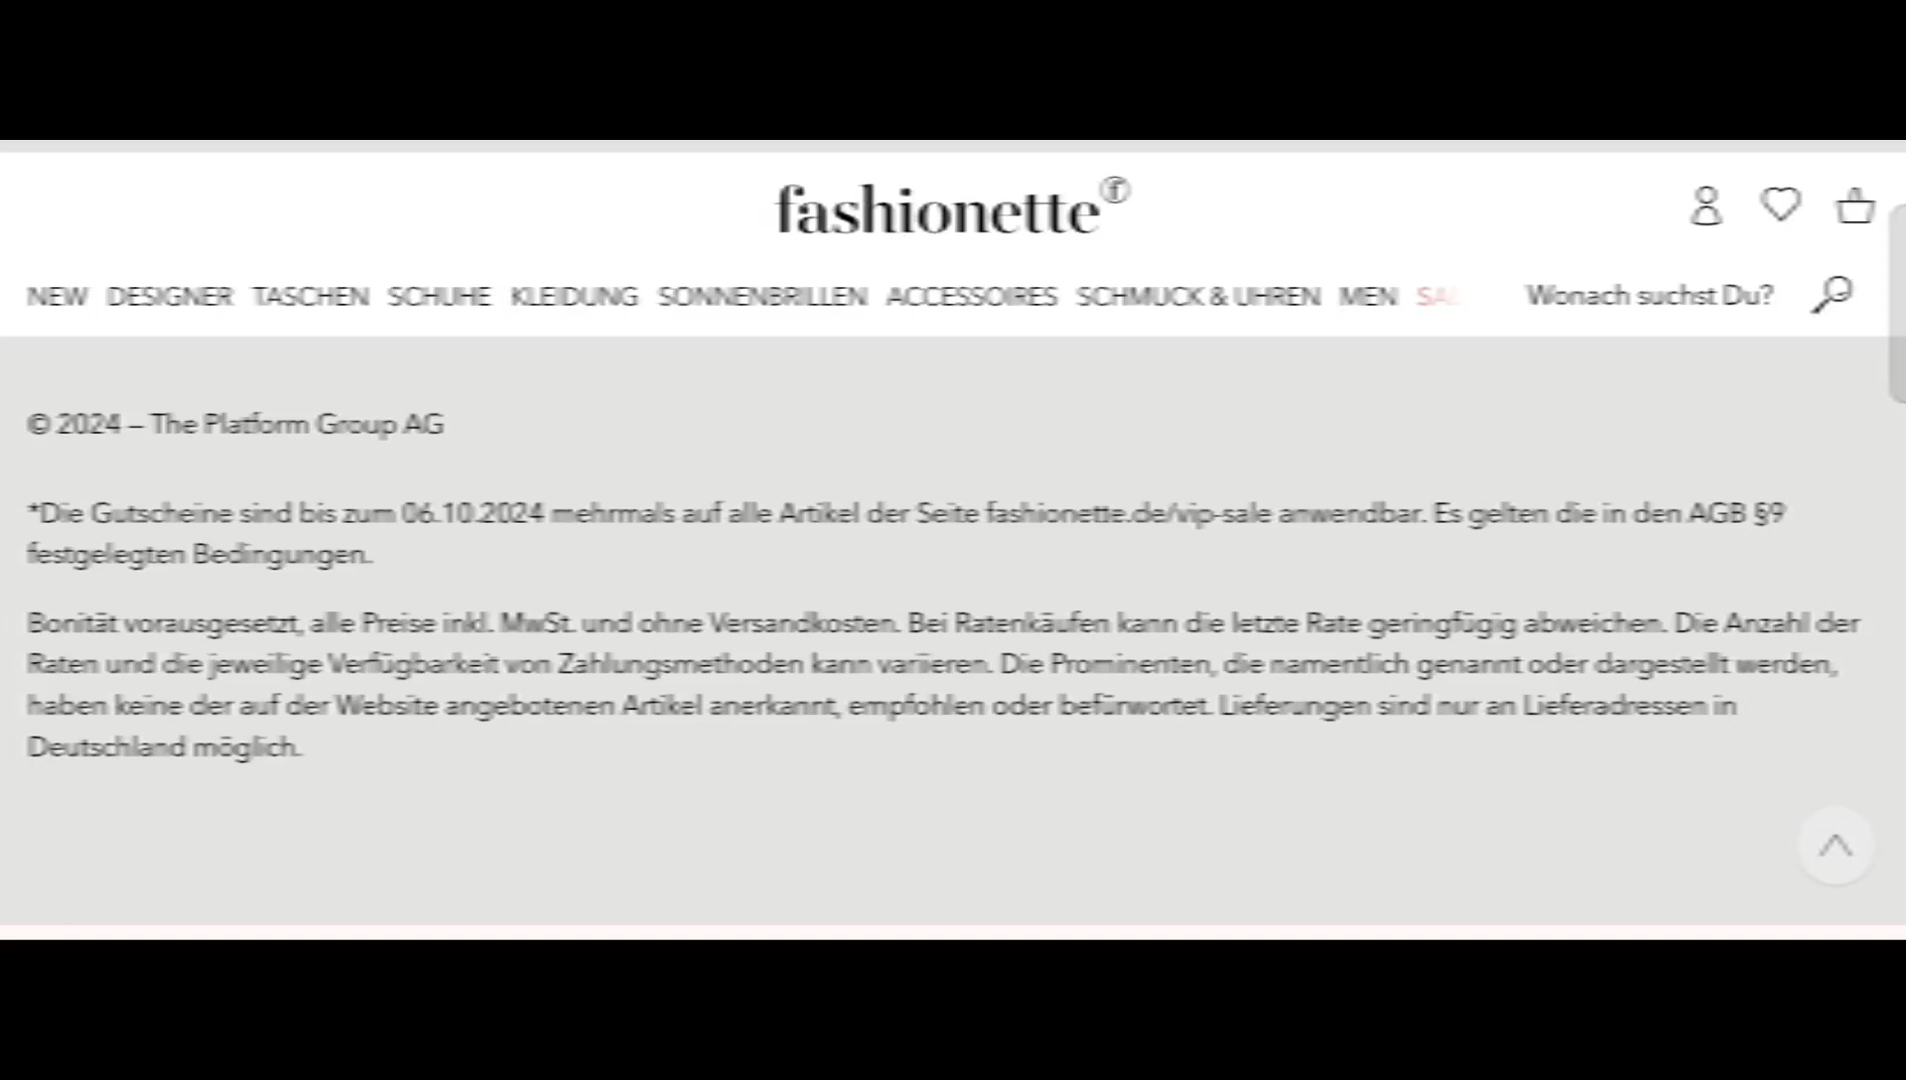 fashionette f
NEW DESIGNER TASCHEN SCHUHE KLEIDUNG SONNENBRILLEN ACCESSOIRES SCHMUCK & UHREN MEN SA Wonach suchst Du?
© 2024 – The Platform Group AG
*Die Gutscheine sind bis zum 06.10.2024 mehrmals auf alle Artikel der Seite fashionette.de/vip-sale anwendbar. Es gelten die in den AGB §9
festgelegten Bedingungen.
Bonität vorausgesetzt, alle Preise inkl. MwSt. und ohne Versandkosten. Bei Ratenkäufen kann die letzte Rate geringfügig abweichen. Die Anzahl der
Raten und die jeweilige Verfügbarkeit von Zahlungsmethoden kann variieren. Die Prominenten, die namentlich genannt oder dargestellt werden,
haben keine der auf der Website angebotenen Artikel anerkannt, empfohlen oder befürwortet. Lieferungen sind nur an Lieferadressen in
Deutschland möglich.